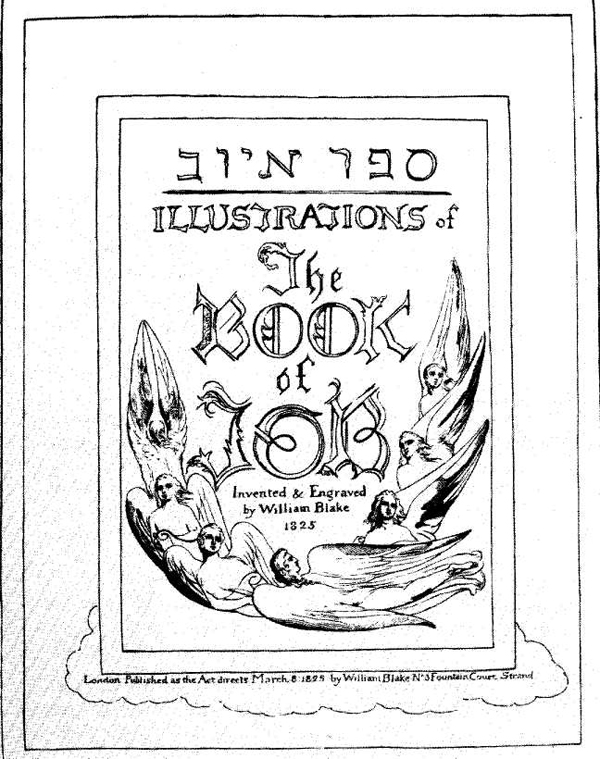 ספר איוב
ILLUSTRATIONS of
The
BOOK
of
JOB
Invented & Engraved
by William Blake
1825
London Published as the Act directs March 8: 1825 by William Blake No 3 Fountain Court Strand